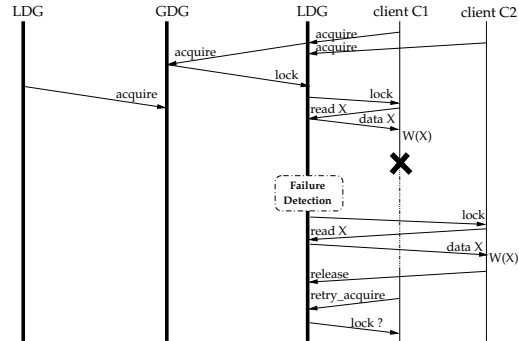 LDG GDG LDG client C1 client C2
acquire
acquire acquire
lock
acquire lock
read X
data X
W(X)
Failure
Detection
lock
read X
data X
W(X)
release
retry_acquire
lock ?